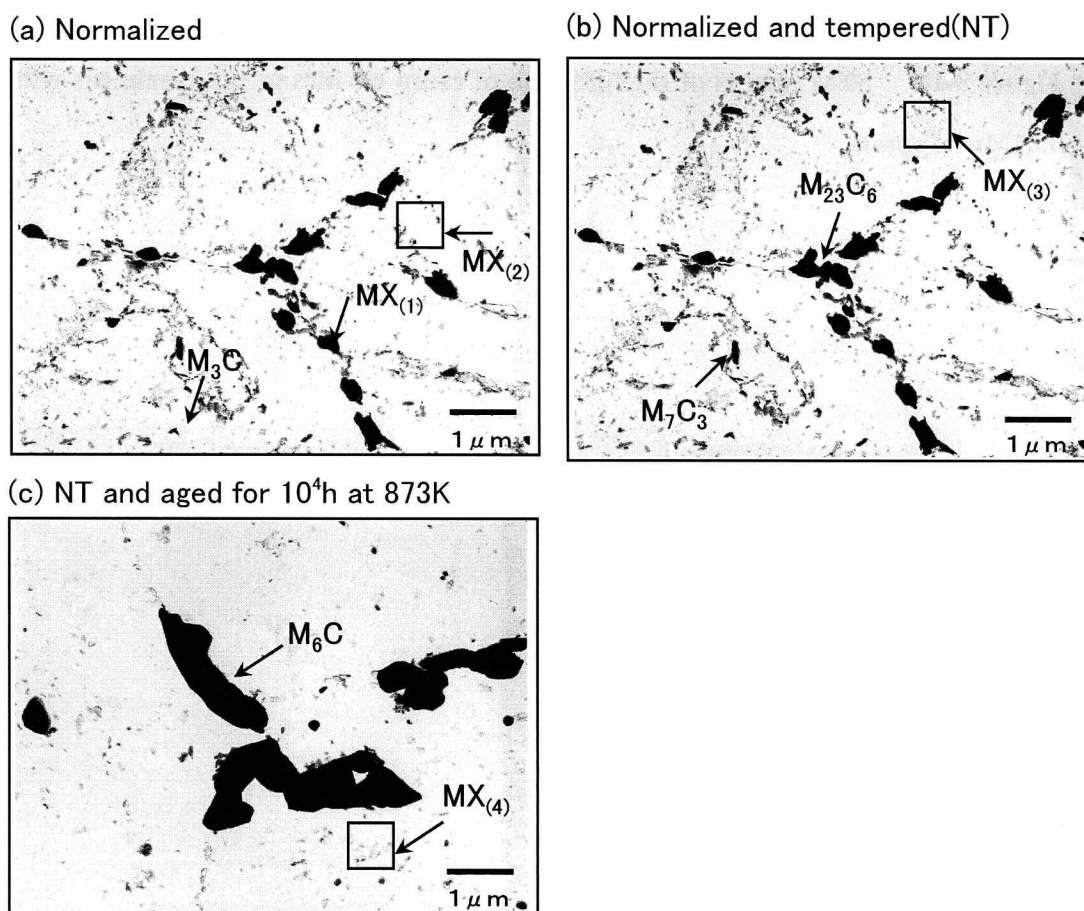 (a) Normalized
(b) Normalized and tempered(NT)
MX(3)
M23C6
MX(2)
MX(1)
M3C
M7C3
1 μm
1 μm
(c) NT and aged for 10⁴h at 873K
M6C
MX(4)
1 μm